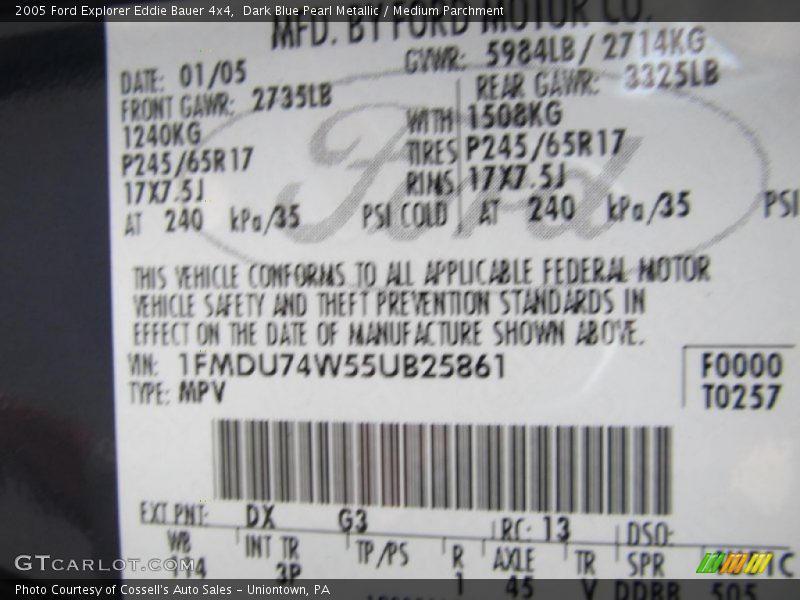 2005 Ford Explorer Eddie Bauer 4x4, Dark Blue Pearl Metallic / Medium Parchment
MFD. BY FORD MOTOR CO.
DATE: 01/05 GVWR: 5984LB / 2714KG
FRONT GAWR: 2735LB REAR GAWR: 3325LB
1240KG WITH 1508KG
P245/65R17 TIRES P245/65R17
17X7.5J RIMS 17X7.5J
AT 240 kPa/35 PSI COLD AT 240 kPa/35 PSI
THIS VEHICLE CONFORMS TO ALL APPLICABLE FEDERAL MOTOR
VEHICLE SAFETY AND THEFT PREVENTION STANDARDS IN
EFFECT ON THE DATE OF MANUFACTURE SHOWN ABOVE.
VIN: 1FMDU74W55UB25861 F0000
TYPE: MPV T0257
Ford
EXT PNT: DX G3 RC: 13 DSO:
WB INT TR TP/PS R AXLE TR SPR
114 3P 1 45 V DDBB 505
GTCARLOT.COM
Photo Courtesy of Cossell's Auto Sales - Uniontown, PA